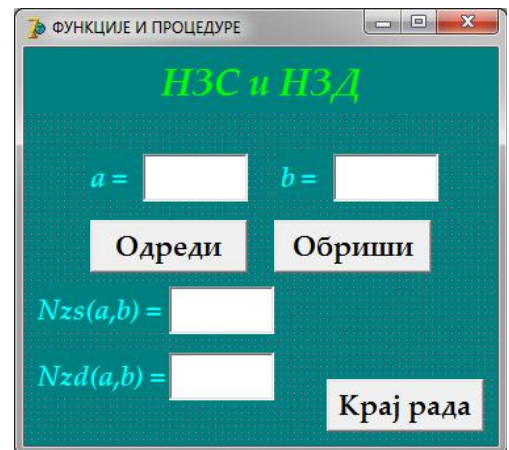 ФУНКЦИЈЕ И ПРОЦЕДУРЕ
НЗС и НЗД
a = b =
Одреди Обриши
Nzs(a,b) =
Nzd(a,b) =
Крај рада